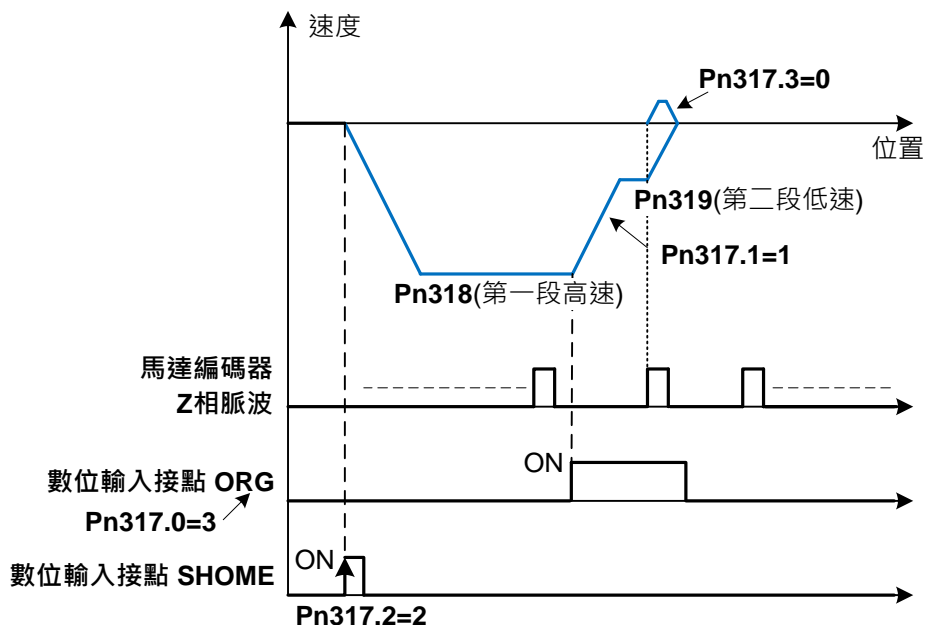 速度
Pn317.3=0
位置
Pn319(第二段低速)
Pn317.1=1
Pn318(第一段高速)
馬達編碼器
Z相脈波
ON
數位輸入接點 ORG
Pn317.0=3
ON
數位輸入接點 SHOME
Pn317.2=2